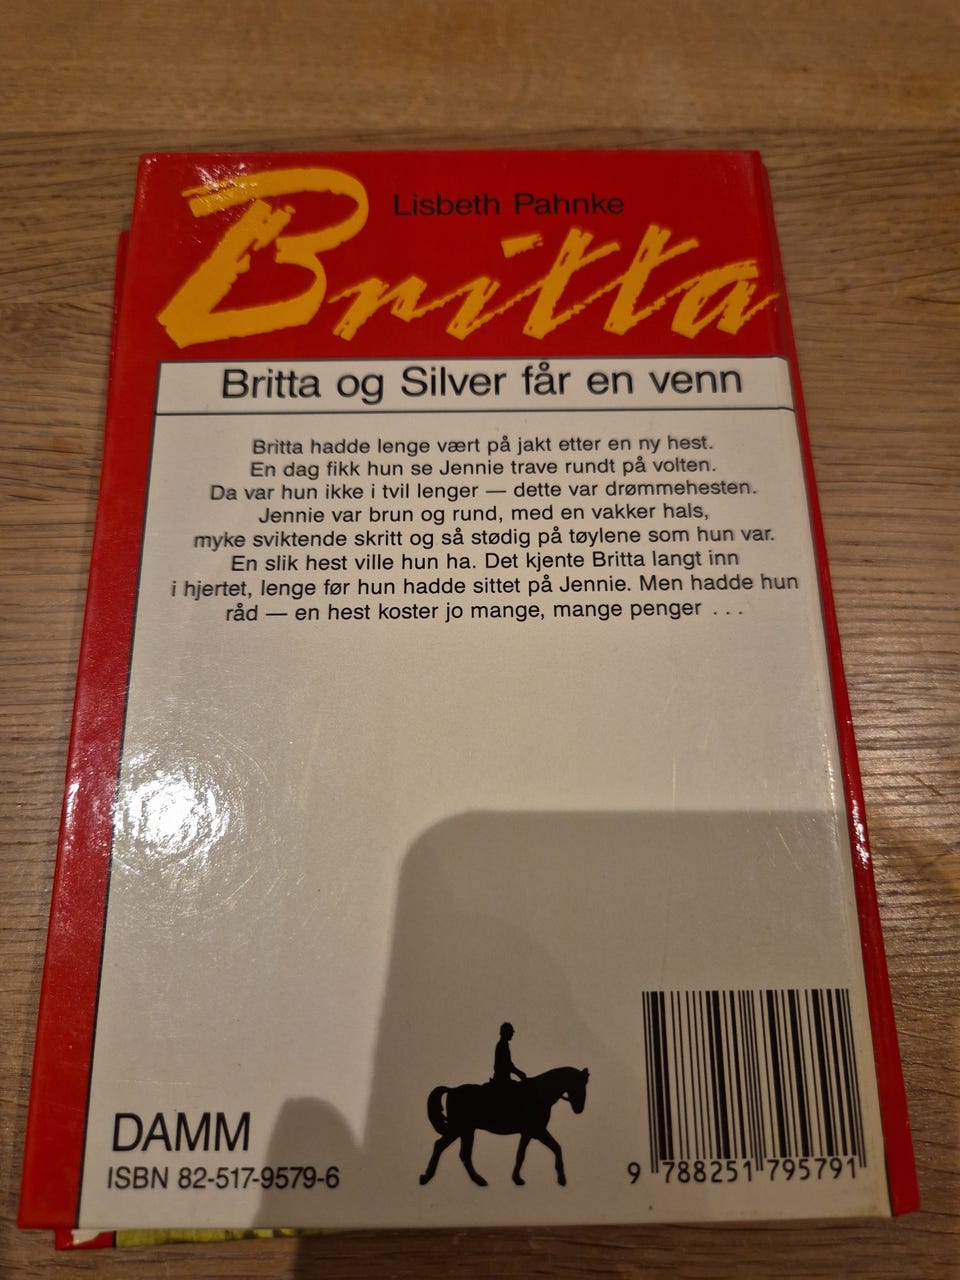 Lisbeth Pahnke
Britta
Britta og Silver får en venn
Britta hadde lenge vært på jakt etter en ny hest.
En dag fikk hun se Jennie trave rundt på volten.
Da var hun ikke i tvil lenger — dette var drømmehesten.
Jennie var brun og rund, med en vakker hals,
myke sviktende skritt og så stødig på tøylene som hun var.
En slik hest ville hun ha. Det kjente Britta langt inn
i hjertet, lenge før hun hadde sittet på Jennie. Men hadde hun
råd — en hest koster jo mange, mange penger . . .
DAMM
ISBN 82-517-9579-6
9 788251 795791